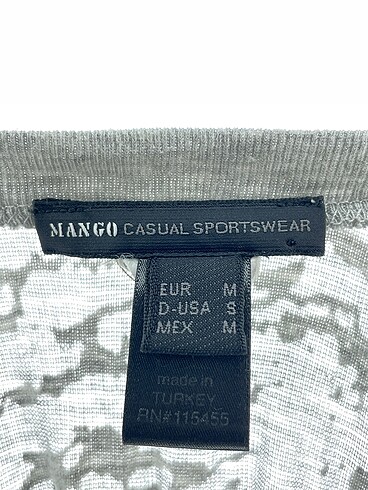 MANGO CASUAL SPORTSWEAR
EUR M
D-USA S
MEX M
made in
TURKEY
RN#115455